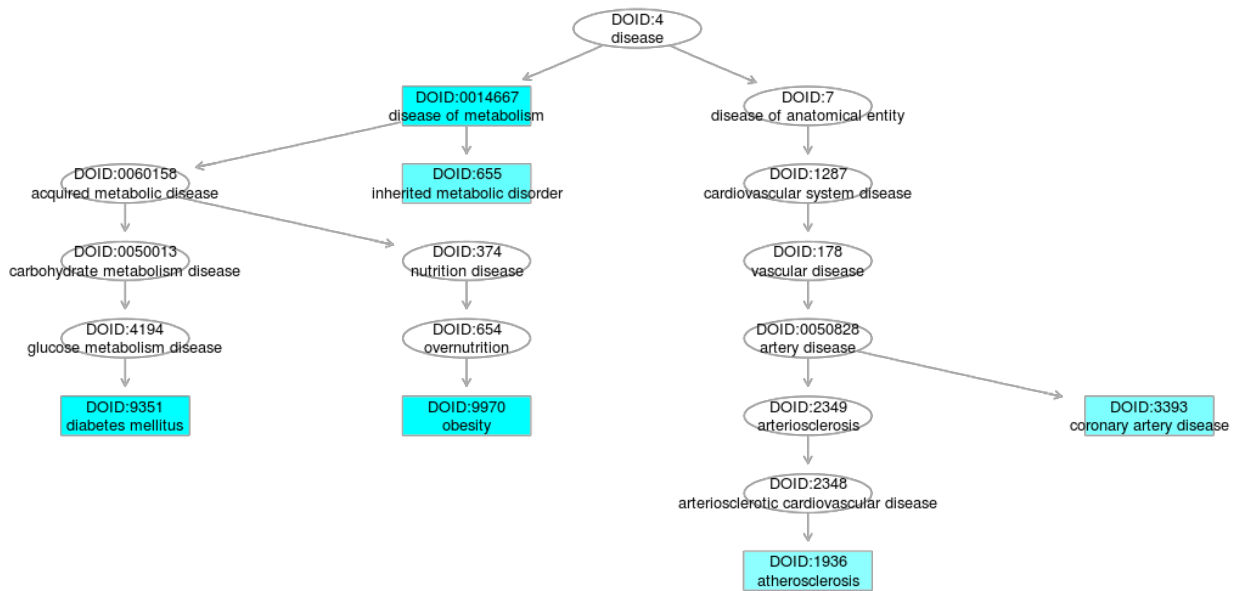 DOID:4
disease
DOID:0014667
disease of metabolism
DOID:7
disease of anatomical entity
DOID:0060158
acquired metabolic disease
DOID:655
inherited metabolic disorder
DOID:1287
cardiovascular system disease
DOID:0050013
carbohydrate metabolism disease
DOID:374
nutrition disease
DOID:178
vascular disease
DOID:4194
glucose metabolism disease
DOID:654
overnutrition
DOID:0050828
artery disease
DOID:9351
diabetes mellitus
DOID:9970
obesity
DOID:2349
arteriosclerosis
DOID:3393
coronary artery disease
DOID:2348
arteriosclerotic cardiovascular disease
DOID:1936
atherosclerosis